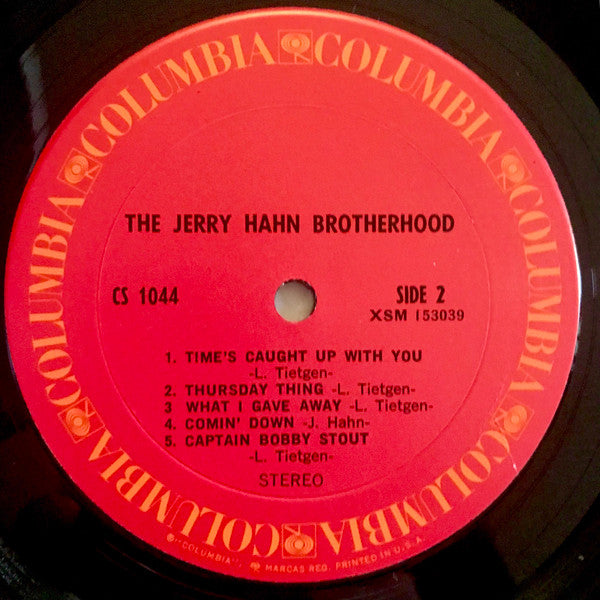 COLUMBIA COLUMBIA COLUMBIA COLUMBIA COLUMBIA COLUMBIA
THE JERRY HAHN BROTHERHOOD
CS 1044
SIDE 2
XSM 153039
1. TIME'S CAUGHT UP WITH YOU
-L. Tietgen-
2. THURSDAY THING -L. Tietgen-
3 WHAT I GAVE AWAY -L. Tietgen-
4 COMIN' DOWN -J. Hahn-
5. CAPTAIN BOBBY STOUT
-L. Tietgen-
STEREO
"COLUMBIA", MARCAS REG. PRINTED IN U.S.A.